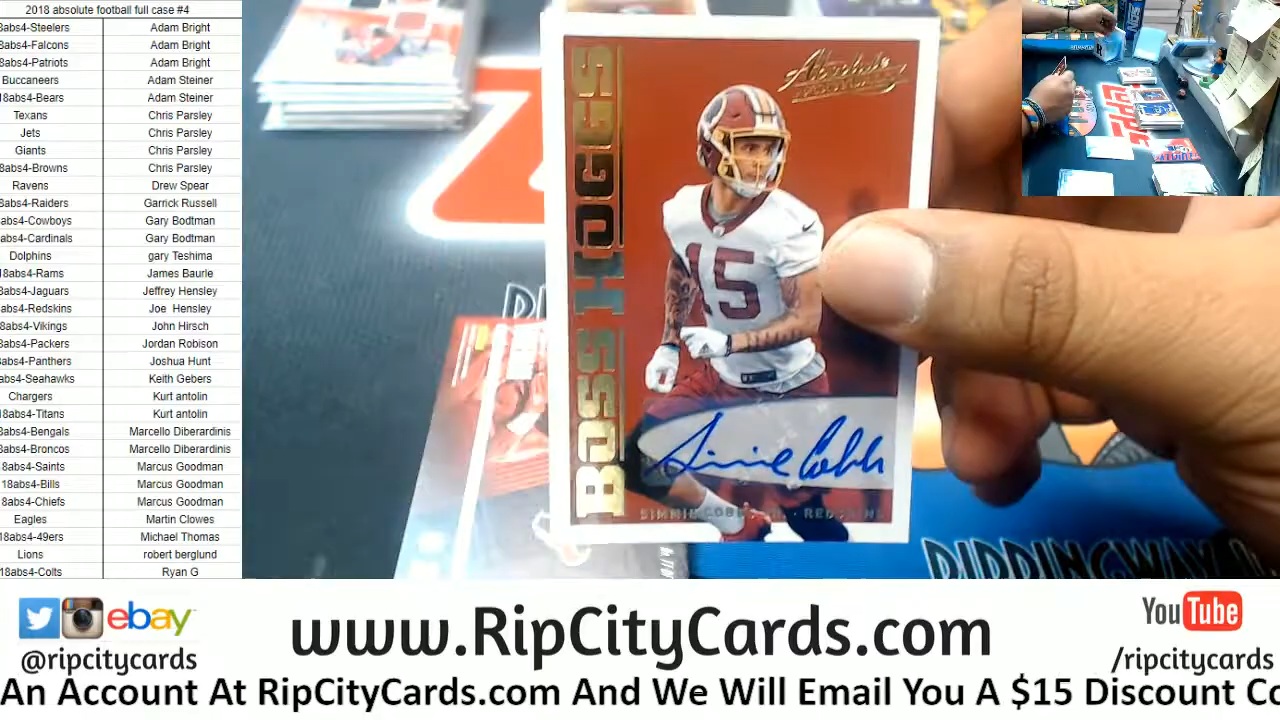 2018 absolute football full case #4
8abs4-Steelers Adam Bright
8abs4-Falcons Adam Bright
8abs4-Patriots Adam Bright
Buccaneers Adam Steiner
18abs4-Bears Adam Steiner
Texans Chris Parsley
Jets Chris Parsley
Giants Chris Parsley
8abs4-Browns Chris Parsley
Ravens Drew Spear
8abs4-Raiders Garrick Russell
abs4-Cowboys Gary Bodtman
abs4-Cardinals Gary Bodtman
Dolphins gary Teshima
18abs4-Rams James Baurle
8abs4-Jaguars Jeffrey Hensley
abs4-Redskins Joe Hensley
8abs4-Vikings John Hirsch
abs4-Packers Jordan Robison
abs4-Panthers Joshua Hunt
abs4-Seahawks Keith Gebers
Chargers Kurt antolin
18abs4-Titans Kurt antolin
8abs4-Bengals Marcello Diberardinis
8abs4-Broncos Marcello Diberardinis
8abs4-Saints Marcus Goodman
18abs4-Bills Marcus Goodman
8abs4-Chiefs Marcus Goodman
Eagles Martin Clowes
18abs4-49ers Michael Thomas
Lions robert berglund
18abs4-Colts Ryan G
Absolute
BOSS HOGGS
15
Simmie Cobb
RIPPINGWAX
ebay
@ripcitycards
www.RipCityCards.com
YouTube
/ripcitycards
An Account At RipCityCards.com And We Will Email You A $15 Discount Co